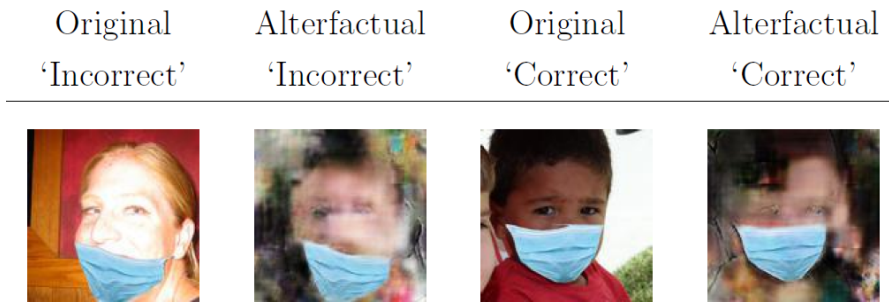 Original Alterfactual Original Alterfactual
‘Incorrect’ ‘Incorrect’ ‘Correct’ ‘Correct’